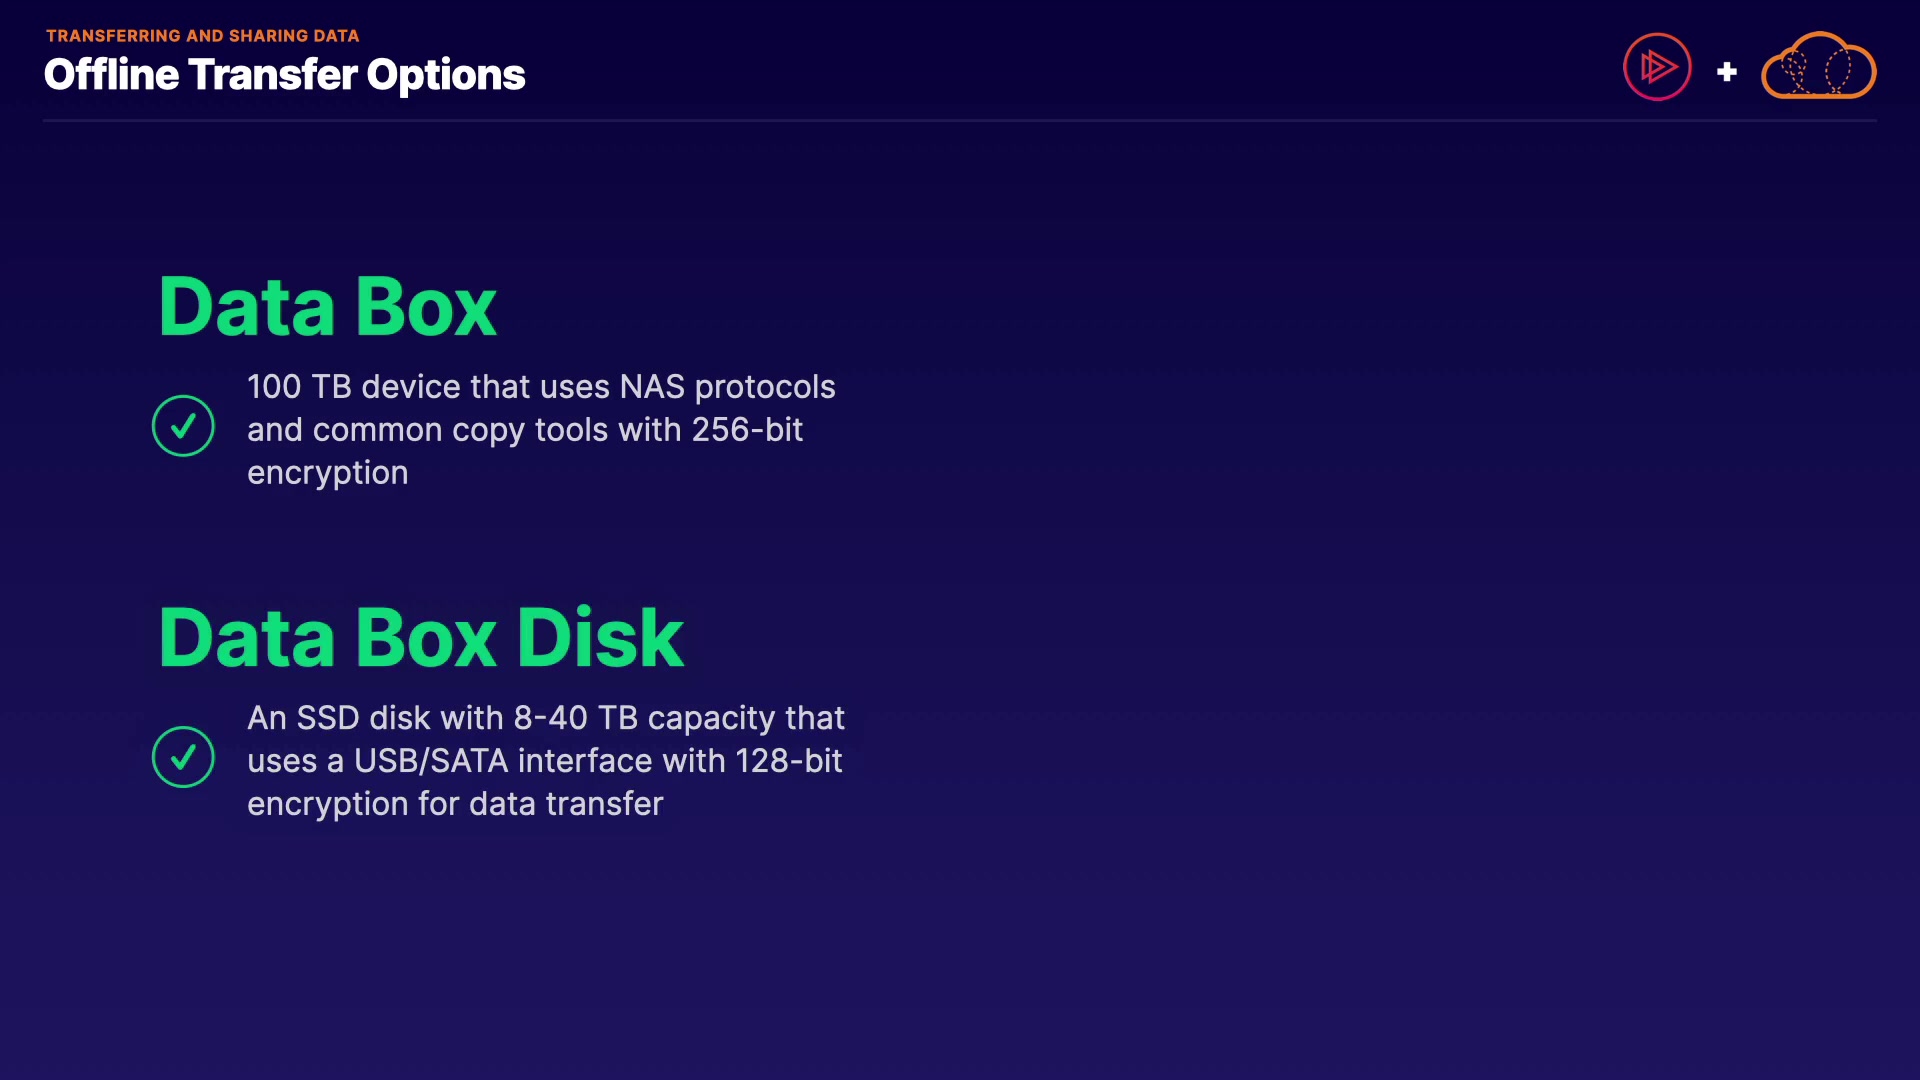 TRANSFERRING AND SHARING DATA
Offline Transfer Options
+
Data Box
100 TB device that uses NAS protocols
and common copy tools with 256-bit
encryption
Data Box Disk
An SSD disk with 8-40 TB capacity that
uses a USB/SATA interface with 128-bit
encryption for data transfer